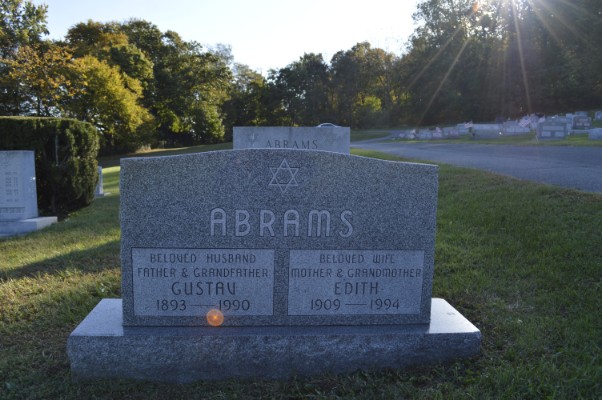 ABRAMS
ABRAMS
BELOVED HUSBAND
FATHER & GRANDFATHER
GUSTAV
1893 — 1990
BELOVED WIFE
MOTHER & GRANDMOTHER
EDITH
1909 — 1994